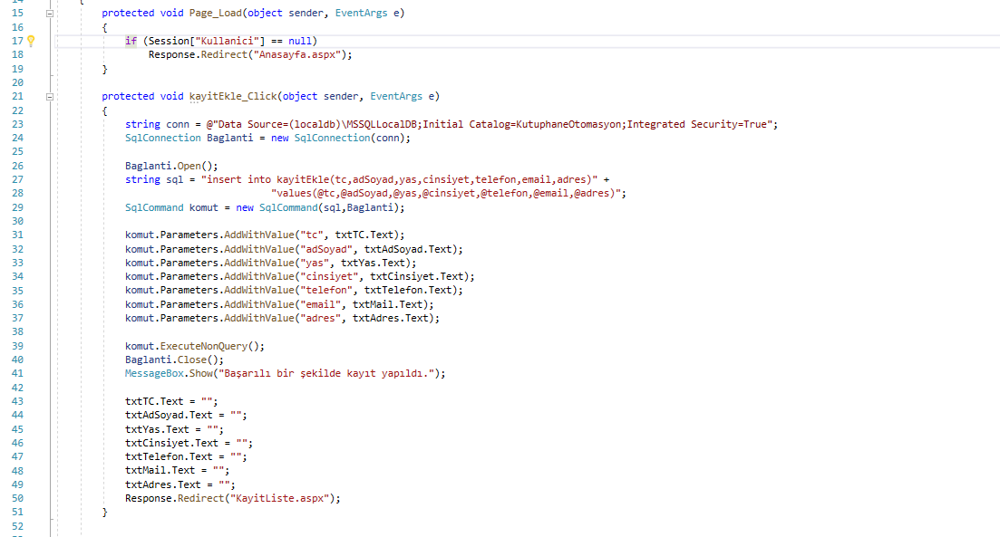 14 {
15 protected void Page_Load(object sender, EventArgs e)
16 {
17 if (Session["Kullanici"] == null)
18 Response.Redirect("Anasayfa.aspx");
19 }
20
21 protected void kayitEkle_Click(object sender, EventArgs e)
22 {
23 string conn = @"Data Source=(localdb)\MSSQLLocalDB;Initial Catalog=KutuphaneOtomasyon;Integrated Security=True";
24 SqlConnection Baglanti = new SqlConnection(conn);
25
26 Baglanti.Open();
27 string sql = "insert into kayitEkle(tc,adSoyad,yas,cinsiyet,telefon,email,adres)" +
28 "values(@tc,@adSoyad,@yas,@cinsiyet,@telefon,@email,@adres)";
29 SqlCommand komut = new SqlCommand(sql,Baglanti);
30
31 komut.Parameters.AddWithValue("tc", txtTC.Text);
32 komut.Parameters.AddWithValue("adSoyad", txtAdSoyad.Text);
33 komut.Parameters.AddWithValue("yas", txtYas.Text);
34 komut.Parameters.AddWithValue("cinsiyet", txtCinsiyet.Text);
35 komut.Parameters.AddWithValue("telefon", txtTelefon.Text);
36 komut.Parameters.AddWithValue("email", txtMail.Text);
37 komut.Parameters.AddWithValue("adres", txtAdres.Text);
38
39 komut.ExecuteNonQuery();
40 Baglanti.Close();
41 MessageBox.Show("Başarılı bir şekilde kayıt yapıldı.");
42
43 txtTC.Text = "";
44 txtAdSoyad.Text = "";
45 txtYas.Text = "";
46 txtCinsiyet.Text = "";
47 txtTelefon.Text = "";
48 txtMail.Text = "";
49 txtAdres.Text = "";
50 Response.Redirect("KayitListe.aspx");
51 }
52